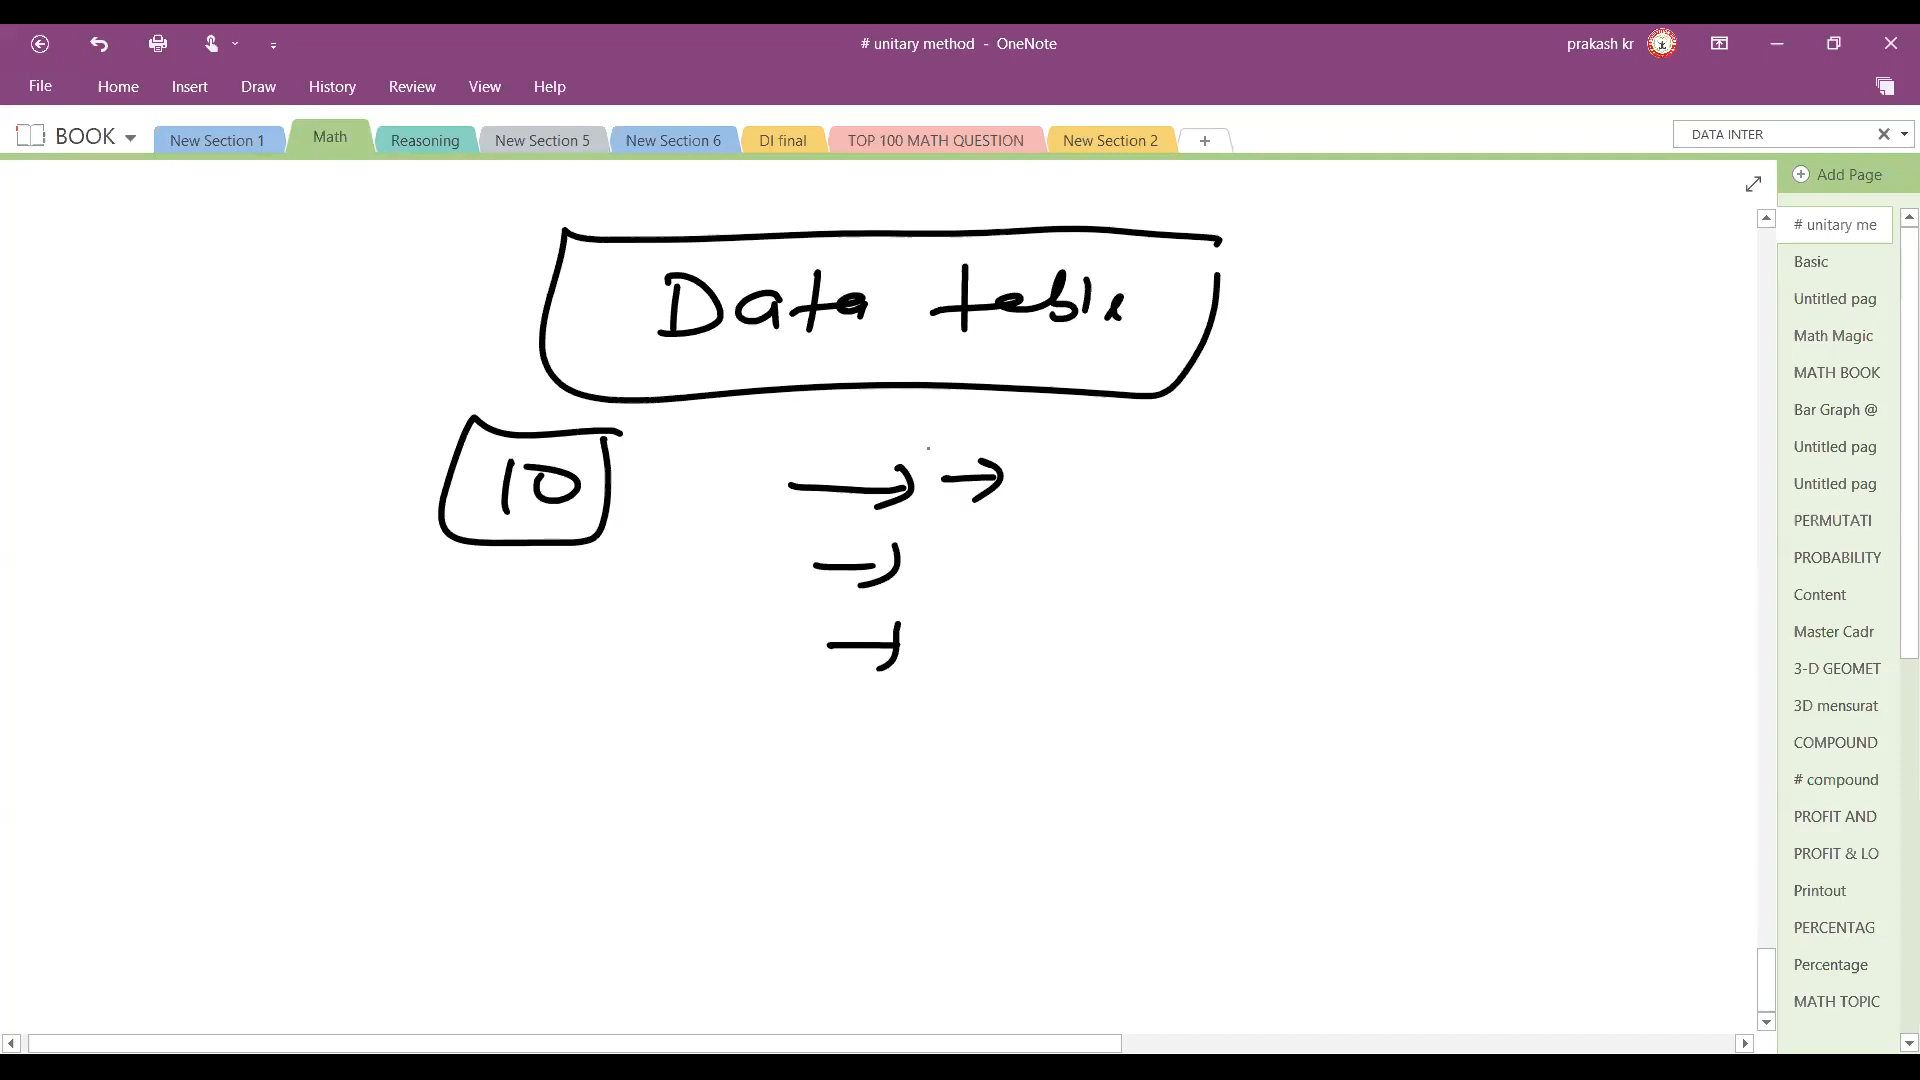 # unitary method - OneNote
prakash kr
File Home Insert Draw History Review View Help
BOOK New Section 1 Math Reasoning New Section 5 New Section 6 DI final TOP 100 MATH QUESTION New Section 2 +
DATA INTER
Add Page
# unitary me
Basic
Untitled pag
Math Magic
MATH BOOK
Bar Graph @
Untitled pag
Untitled pag
PERMUTATI
PROBABILITY
Content
Master Cadr
3-D GEOMET
3D mensurat
COMPOUND
# compound
PROFIT AND
PROFIT & LO
Printout
PERCENTAG
Percentage
MATH TOPIC
Data table
10